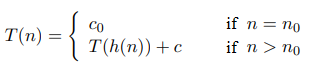 T(n) = { c₀ if n = n₀
T(h(n)) + c if n > n₀